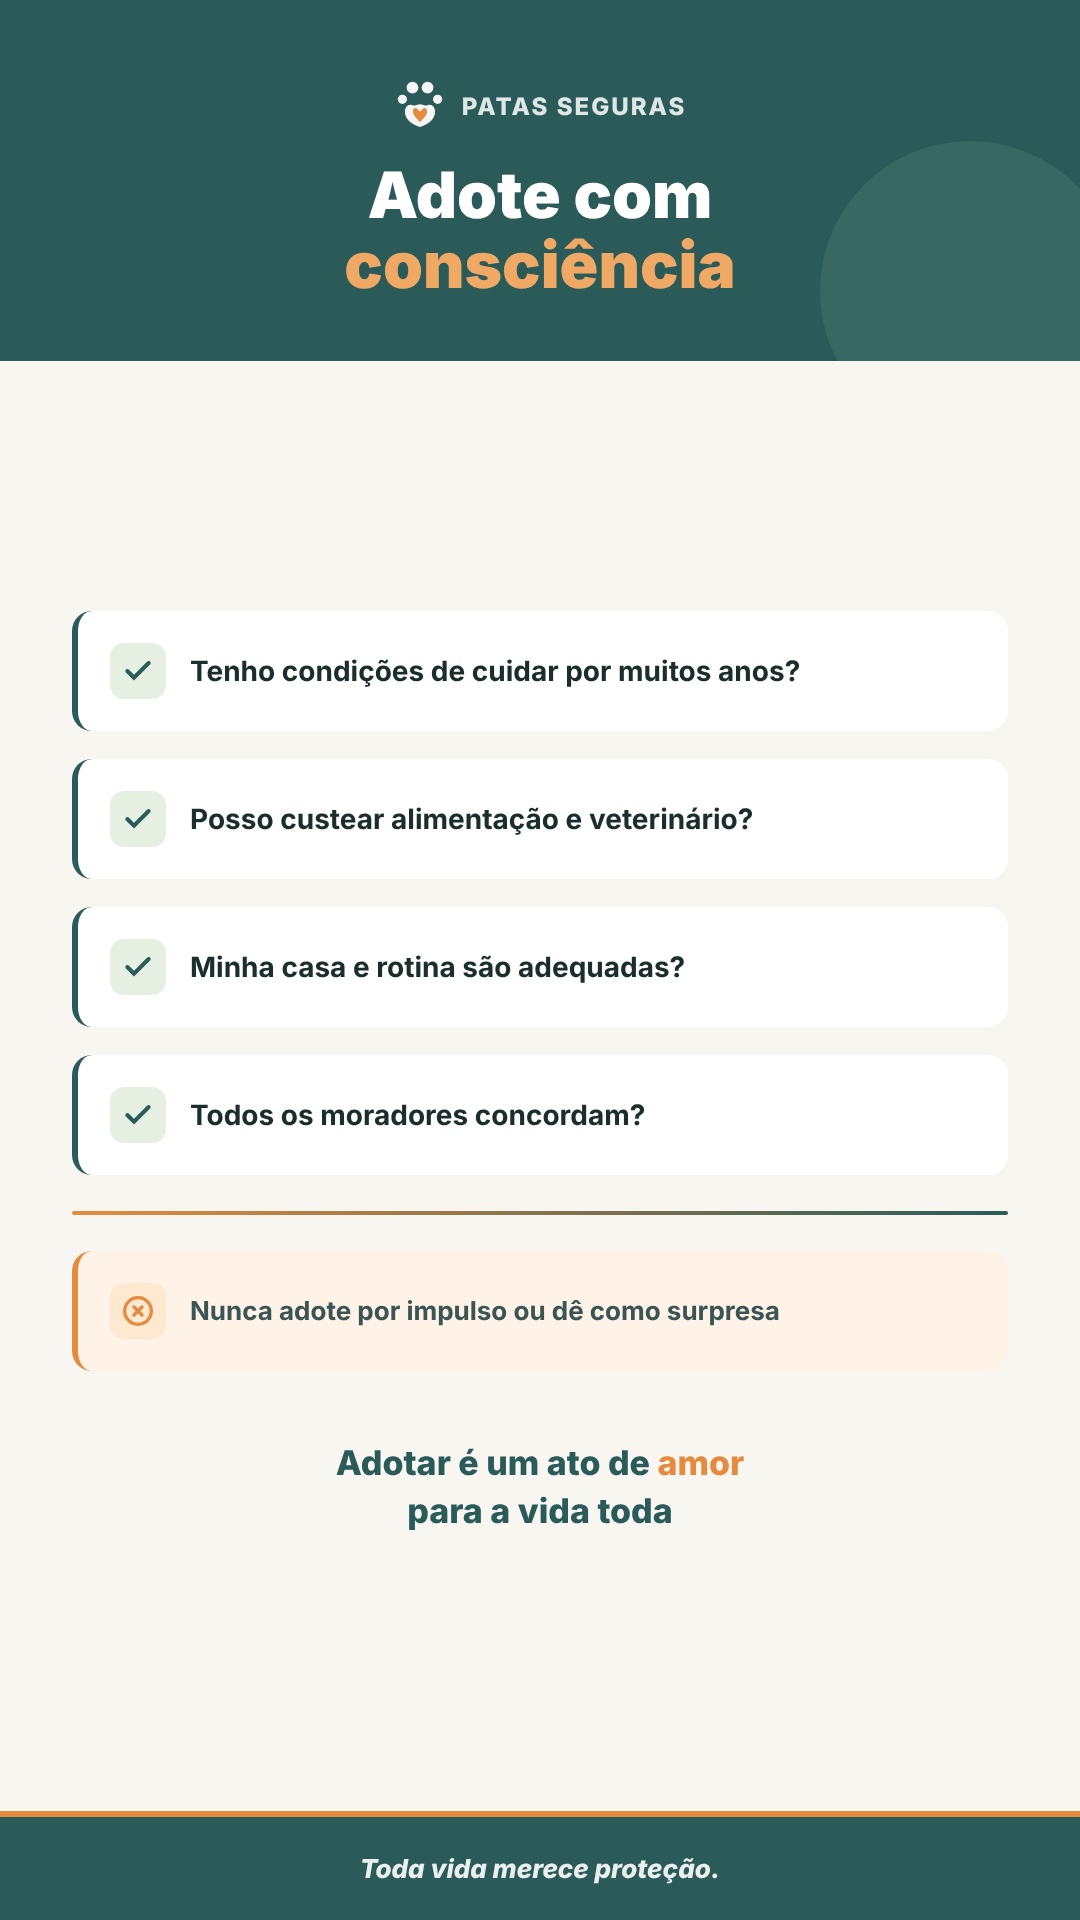 PATAS SEGURAS
Adote com
consciência
Tenho condições de cuidar por muitos anos?
Posso custear alimentação e veterinário?
Minha casa e rotina são adequadas?
Todos os moradores concordam?
Nunca adote por impulso ou dê como surpresa
Adotar é um ato de amor
para a vida toda
Toda vida merece proteção.